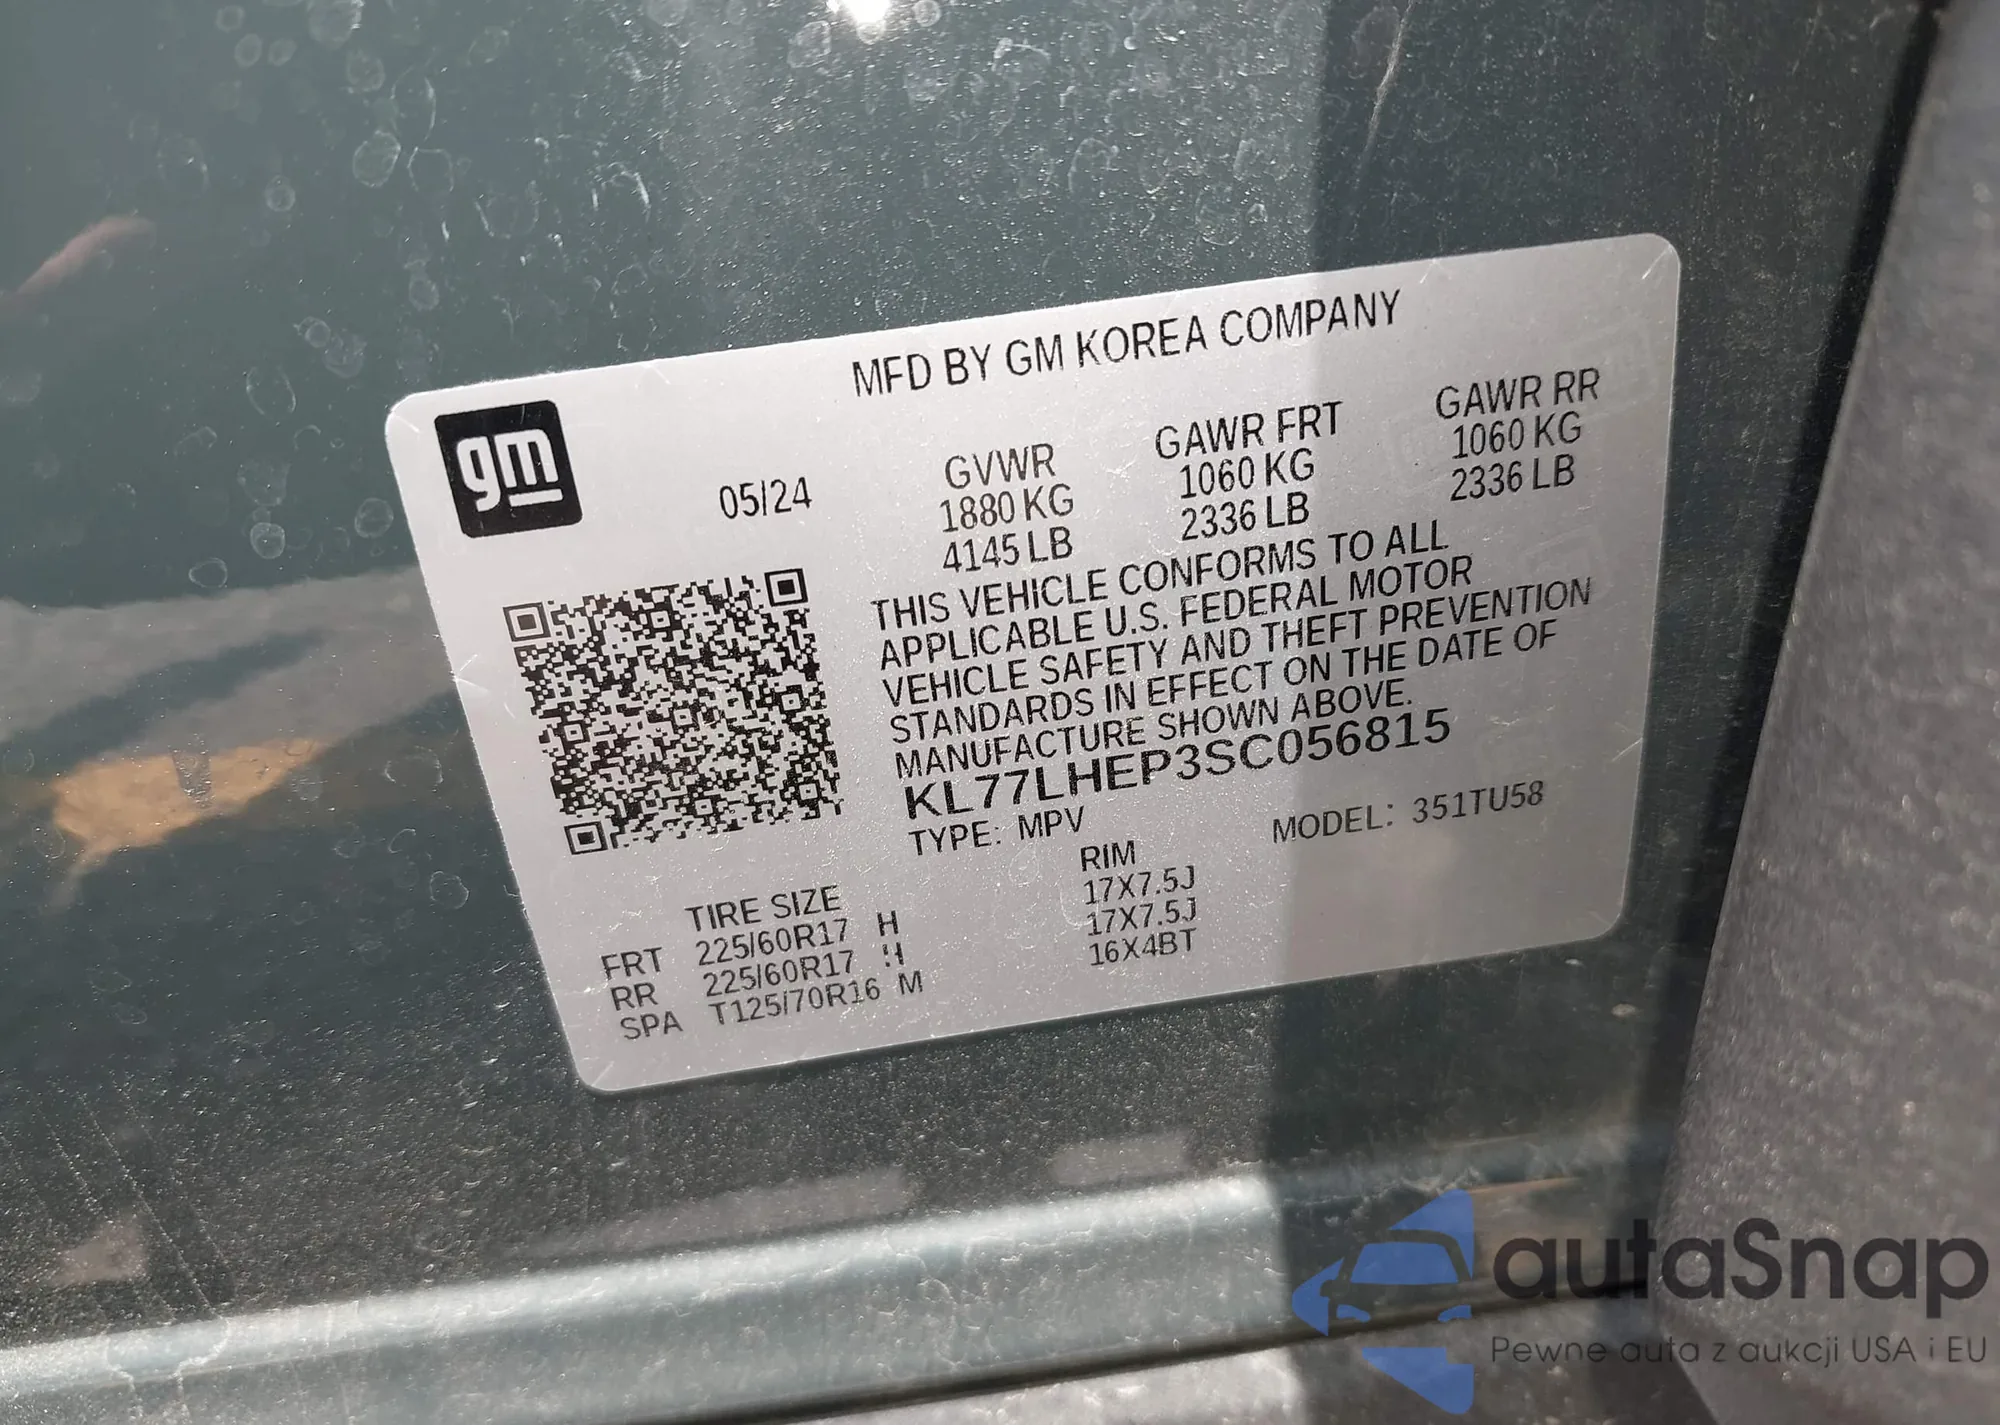 MFD BY GM KOREA COMPANY
gm
05/24
GVWR
1880 KG
4145 LB
GAWR FRT
1060 KG
2336 LB
GAWR RR
1060 KG
2336 LB
THIS VEHICLE CONFORMS TO ALL
APPLICABLE U.S. FEDERAL MOTOR
VEHICLE SAFETY AND THEFT PREVENTION
STANDARDS IN EFFECT ON THE DATE OF
MANUFACTURE SHOWN ABOVE.
KL77LHEP3SC056815
TYPE: MPV
MODEL: 351TU58
TIRE SIZE
RIM
FRT 225/60R17 H 17X7.5J
RR 225/60R17 H 17X7.5J
SPA T125/70R16 M 16X4BT
autaSnap
Pewne auta z aukcji USA i EU